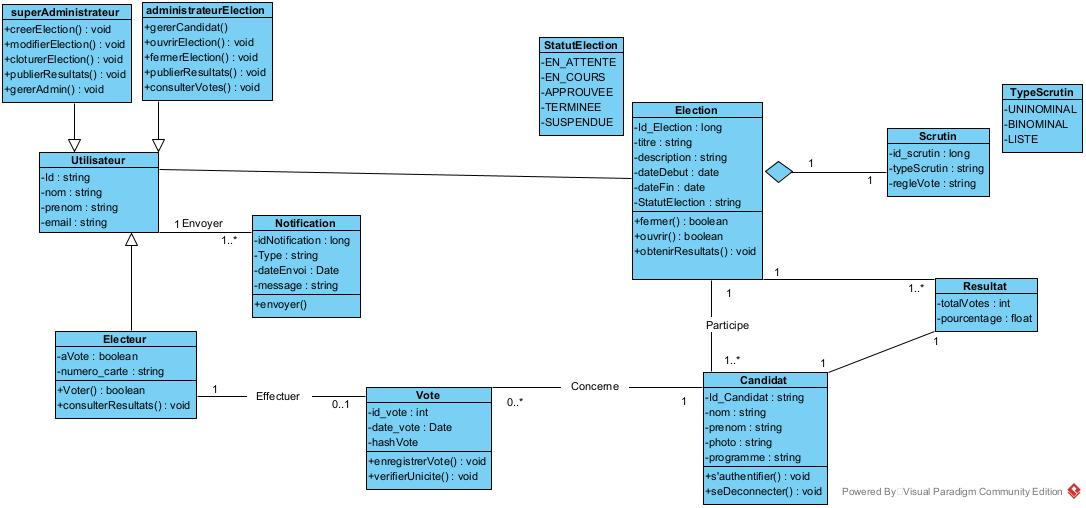 superAdministrateur
+creerElection() : void
+modifierElection() : void
+cloturerElection() : void
+publierResultats() : void
+gererAdmin() : void
administrateurElection
+gererCandidat()
+ouvrirElection() : void
+fermerElection() : void
+publierResultats() : void
+consulterVotes() : void
StatutElection
-EN_ATTENTE
-EN_COURS
-APPROUVEE
-TERMINEE
-SUSPENDUE
TypeScrutin
-UNINOMINAL
-BINOMINAL
-LISTE
Election
-Id_Election : long
-titre : string
-description : string
-dateDebut : date
-dateFin : date
-StatutElection : string
+fermer() : boolean
+ouvrir() : boolean
+obtenirResultats() : void
1
1
Scrutin
-id_scrutin : long
-typeScrutin : string
-regleVote : string
Utilisateur
-Id : string
-nom : string
-prenom : string
-email : string
1
Envoyer
1..*
Notification
-idNotification : long
-Type : string
-dateEnvoi : Date
-message : string
+envoyer()
1
1..*
Resultat
-totalVotes : int
-pourcentage : float
1
1
1
Participe
1..*
Electeur
-aVote : boolean
-numero_carte : string
+Voter() : boolean
+consulterResultats() : void
1
Effectuer
0..1
Vote
-id_vote : int
-date_vote : Date
-hashVote
+enregistrerVote() : void
+verifierUnicite() : void
0..*
Concerne
1
Candidat
-Id_Candidat : string
-nom : string
-prenom : string
-photo : string
-programme : string
+s'authentifier() : void
+seDeconnecter() : void
Powered By Visual Paradigm Community Edition